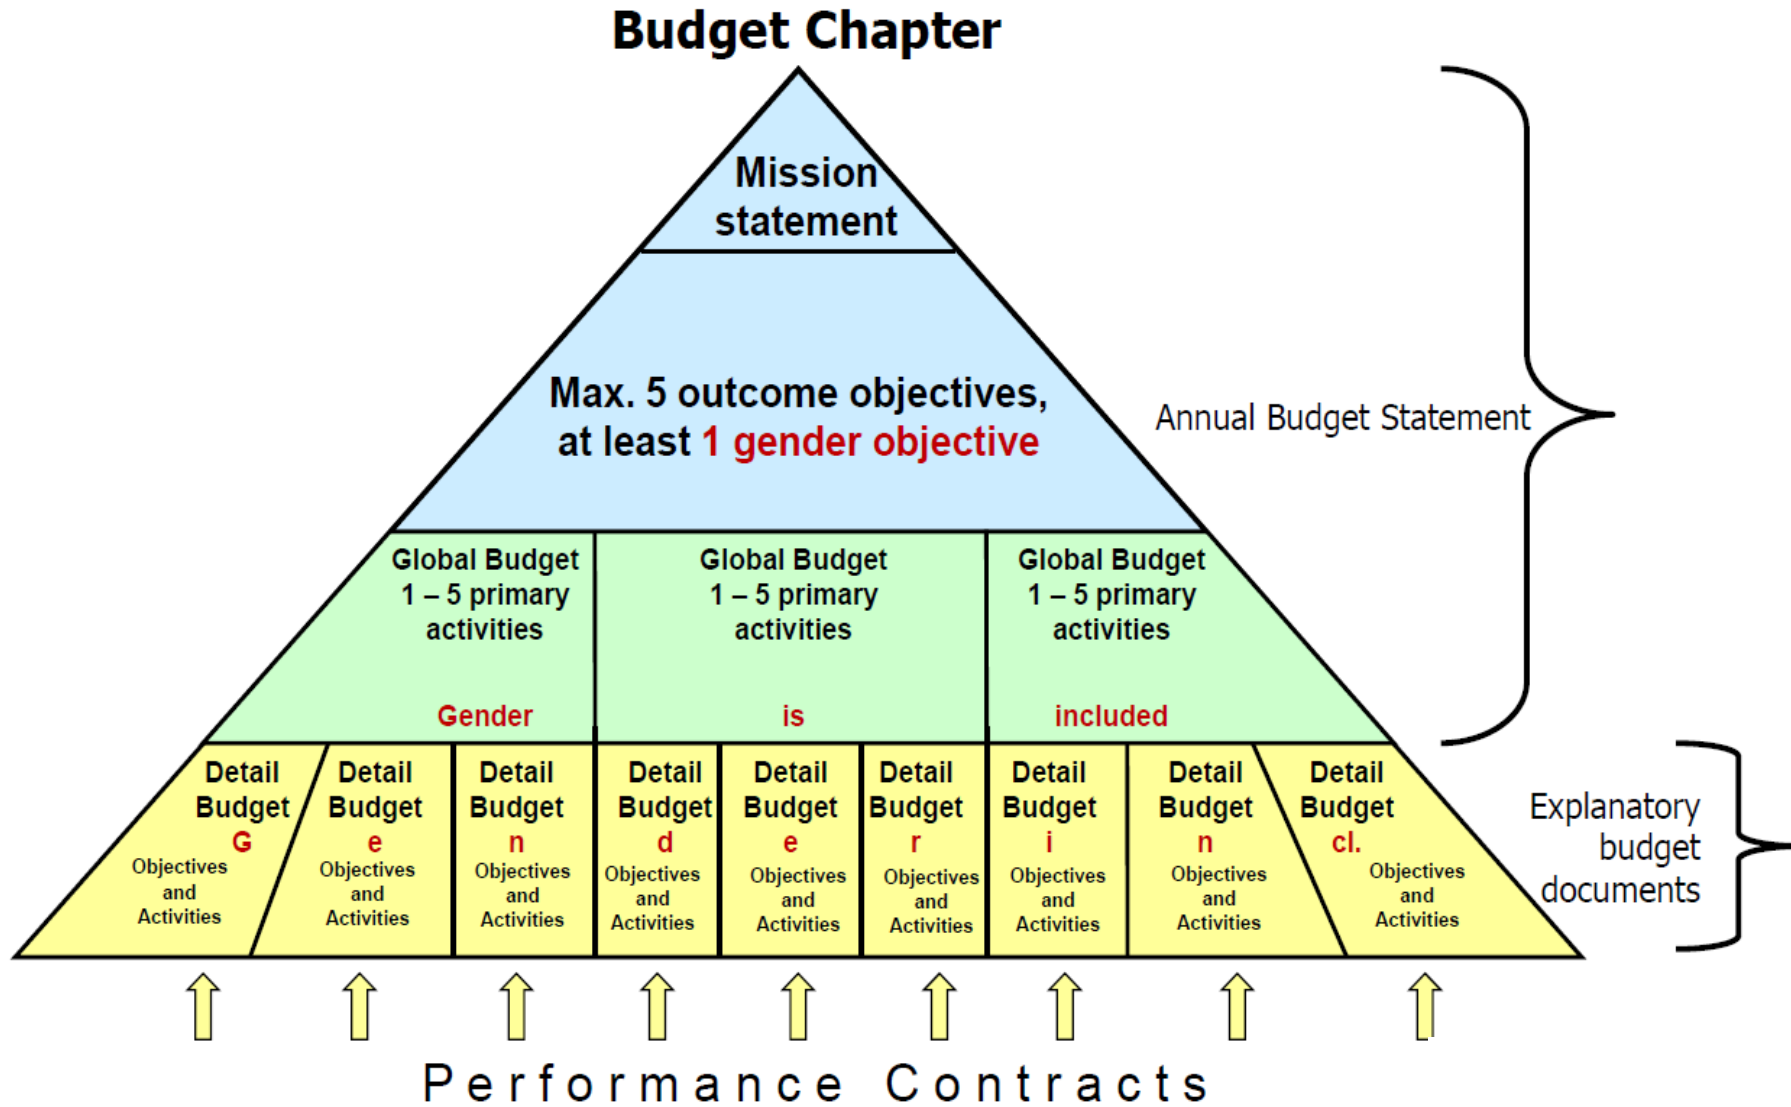 Budget Chapter
Mission
statement
Max. 5 outcome objectives,
at least 1 gender objective
Annual Budget Statement
Global Budget
1 – 5 primary
activities
Gender
Global Budget
1 – 5 primary
activities
is
Global Budget
1 – 5 primary
activities
included
Detail
Budget
G
Objectives
and
Activities
Detail
Budget
e
Objectives
and
Activities
Detail
Budget
n
Objectives
and
Activities
Detail
Budget
d
Objectives
and
Activities
Detail
Budget
e
Objectives
and
Activities
Detail
Budget
r
Objectives
and
Activities
Detail
Budget
i
Objectives
and
Activities
Detail
Budget
n
Objectives
and
Activities
Detail
Budget
cl.
Objectives
and
Activities
Explanatory
budget
documents
Performance Contracts